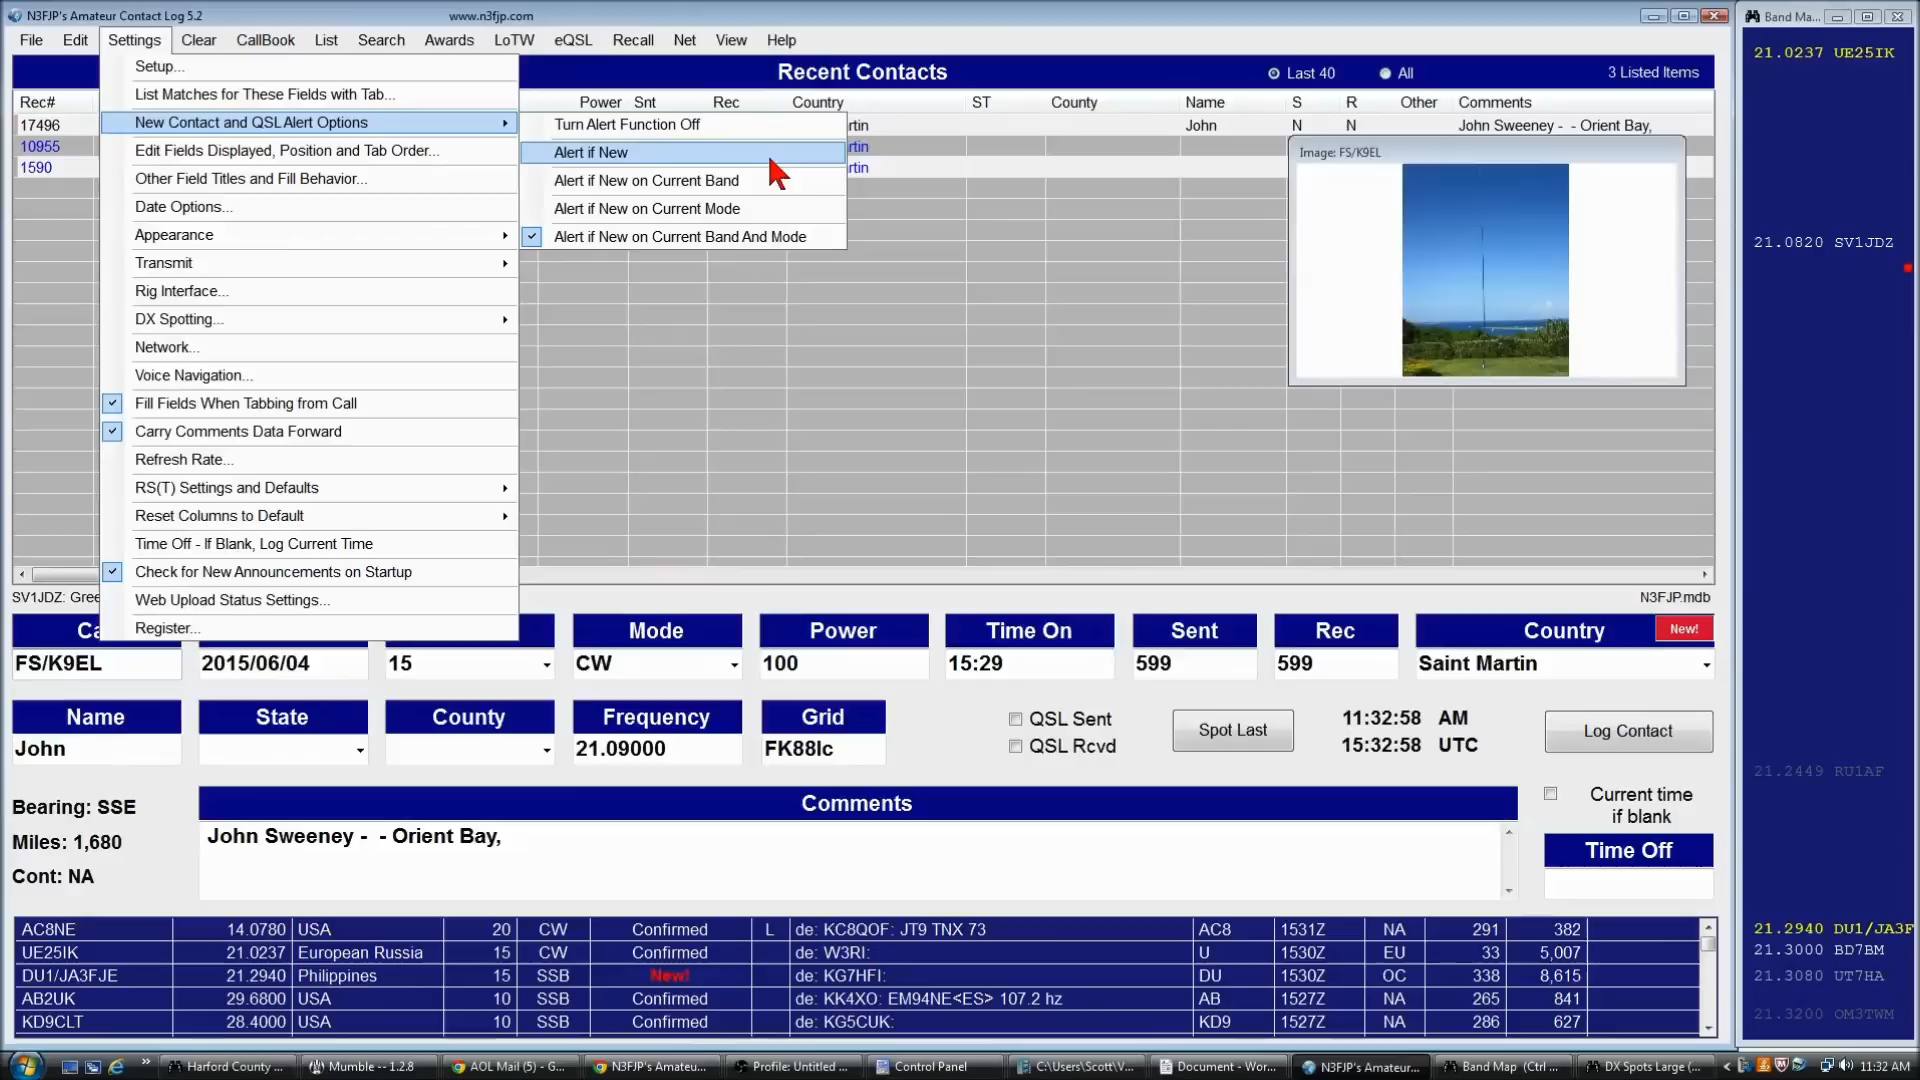 N3FJP's Amateur Contact Log 5.2
www.n3fjp.com
File Edit Settings Clear CallBook List Search Awards LoTW eQSL Recall Net View Help
Recent Contacts
Last 40 All
3 Listed Items
Rec# Power Snt Rec Country ST County Name S R Other Comments
17496 rtin John N N John Sweeney - - Orient Bay,
10955 rtin
1590 rtin
Setup...
List Matches for These Fields with Tab...
New Contact and QSL Alert Options
Edit Fields Displayed, Position and Tab Order...
Other Field Titles and Fill Behavior...
Date Options...
Appearance
Transmit
Rig Interface...
DX Spotting...
Network...
Voice Navigation...
Fill Fields When Tabbing from Call
Carry Comments Data Forward
Refresh Rate...
RS(T) Settings and Defaults
Reset Columns to Default
Time Off - If Blank, Log Current Time
Check for New Announcements on Startup
Web Upload Status Settings...
Register...
Turn Alert Function Off
Alert if New
Alert if New on Current Band
Alert if New on Current Mode
Alert if New on Current Band And Mode
Image: FS/K9EL
SV1JDZ: Gree
N3FJP.mdb
Ca Mode Power Time On Sent Rec Country New!
FS/K9EL 2015/06/04 15 CW 100 15:29 599 599 Saint Martin
Name State County Frequency Grid
John 21.09000 FK88lc
QSL Sent
QSL Rcvd
Spot Last
11:32:58 AM
15:32:58 UTC
Log Contact
Bearing: SSE
Miles: 1,680
Cont: NA
Comments
John Sweeney - - Orient Bay,
Current time
if blank
Time Off
AC8NE 14.0780 USA 20 CW Confirmed L de: KC8QOF: JT9 TNX 73 AC8 1531Z NA 291 382
UE25IK 21.0237 European Russia 15 CW Confirmed de: W3RI: U 1530Z EU 33 5,007
DU1/JA3FJE 21.2940 Philippines 15 SSB New! de: KG7HFI: DU 1530Z OC 338 8,615
AB2UK 29.6800 USA 10 SSB Confirmed de: KK4XO: EM94NE<ES> 107.2 hz AB 1527Z NA 265 841
KD9CLT 28.4000 USA 10 SSB Confirmed de: KG5CUK: KD9 1527Z NA 286 627
Band Ma...
21.0237 UE25IK
21.0820 SV1JDZ
21.2449 RU1AF
21.2940 DU1/JA3F
21.3000 BD7BM
21.3080 UT7HA
21.3200 OM3TWM
Harford County ... Mumble -- 1.2.8 AOL Mail (5) - G... N3FJP's Amateu... Profile: Untitled ... Control Panel C:\Users\Scott\V... Document - Wor... N3FJP's Amateur... Band Map (Ctrl ... DX Spots Large (... 11:32 AM